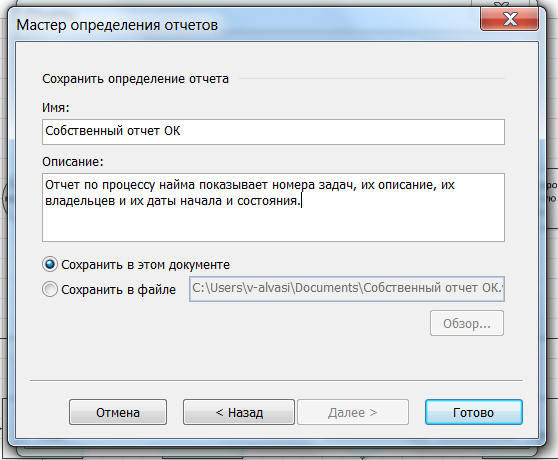 Мастер определения отчетов
Сохранить определение отчета
Имя:
Собственный отчет ОК
Описание:
Отчет по процессу найма показывает номера задач, их описание, их
владельцев и их даты начала и состояния.
Сохранить в этом документе
Сохранить в файле
C:\Users\v-alvasi\Documents\Собственный отчет ОК.
Обзор...
Отмена
< Назад
Далее >
Готово